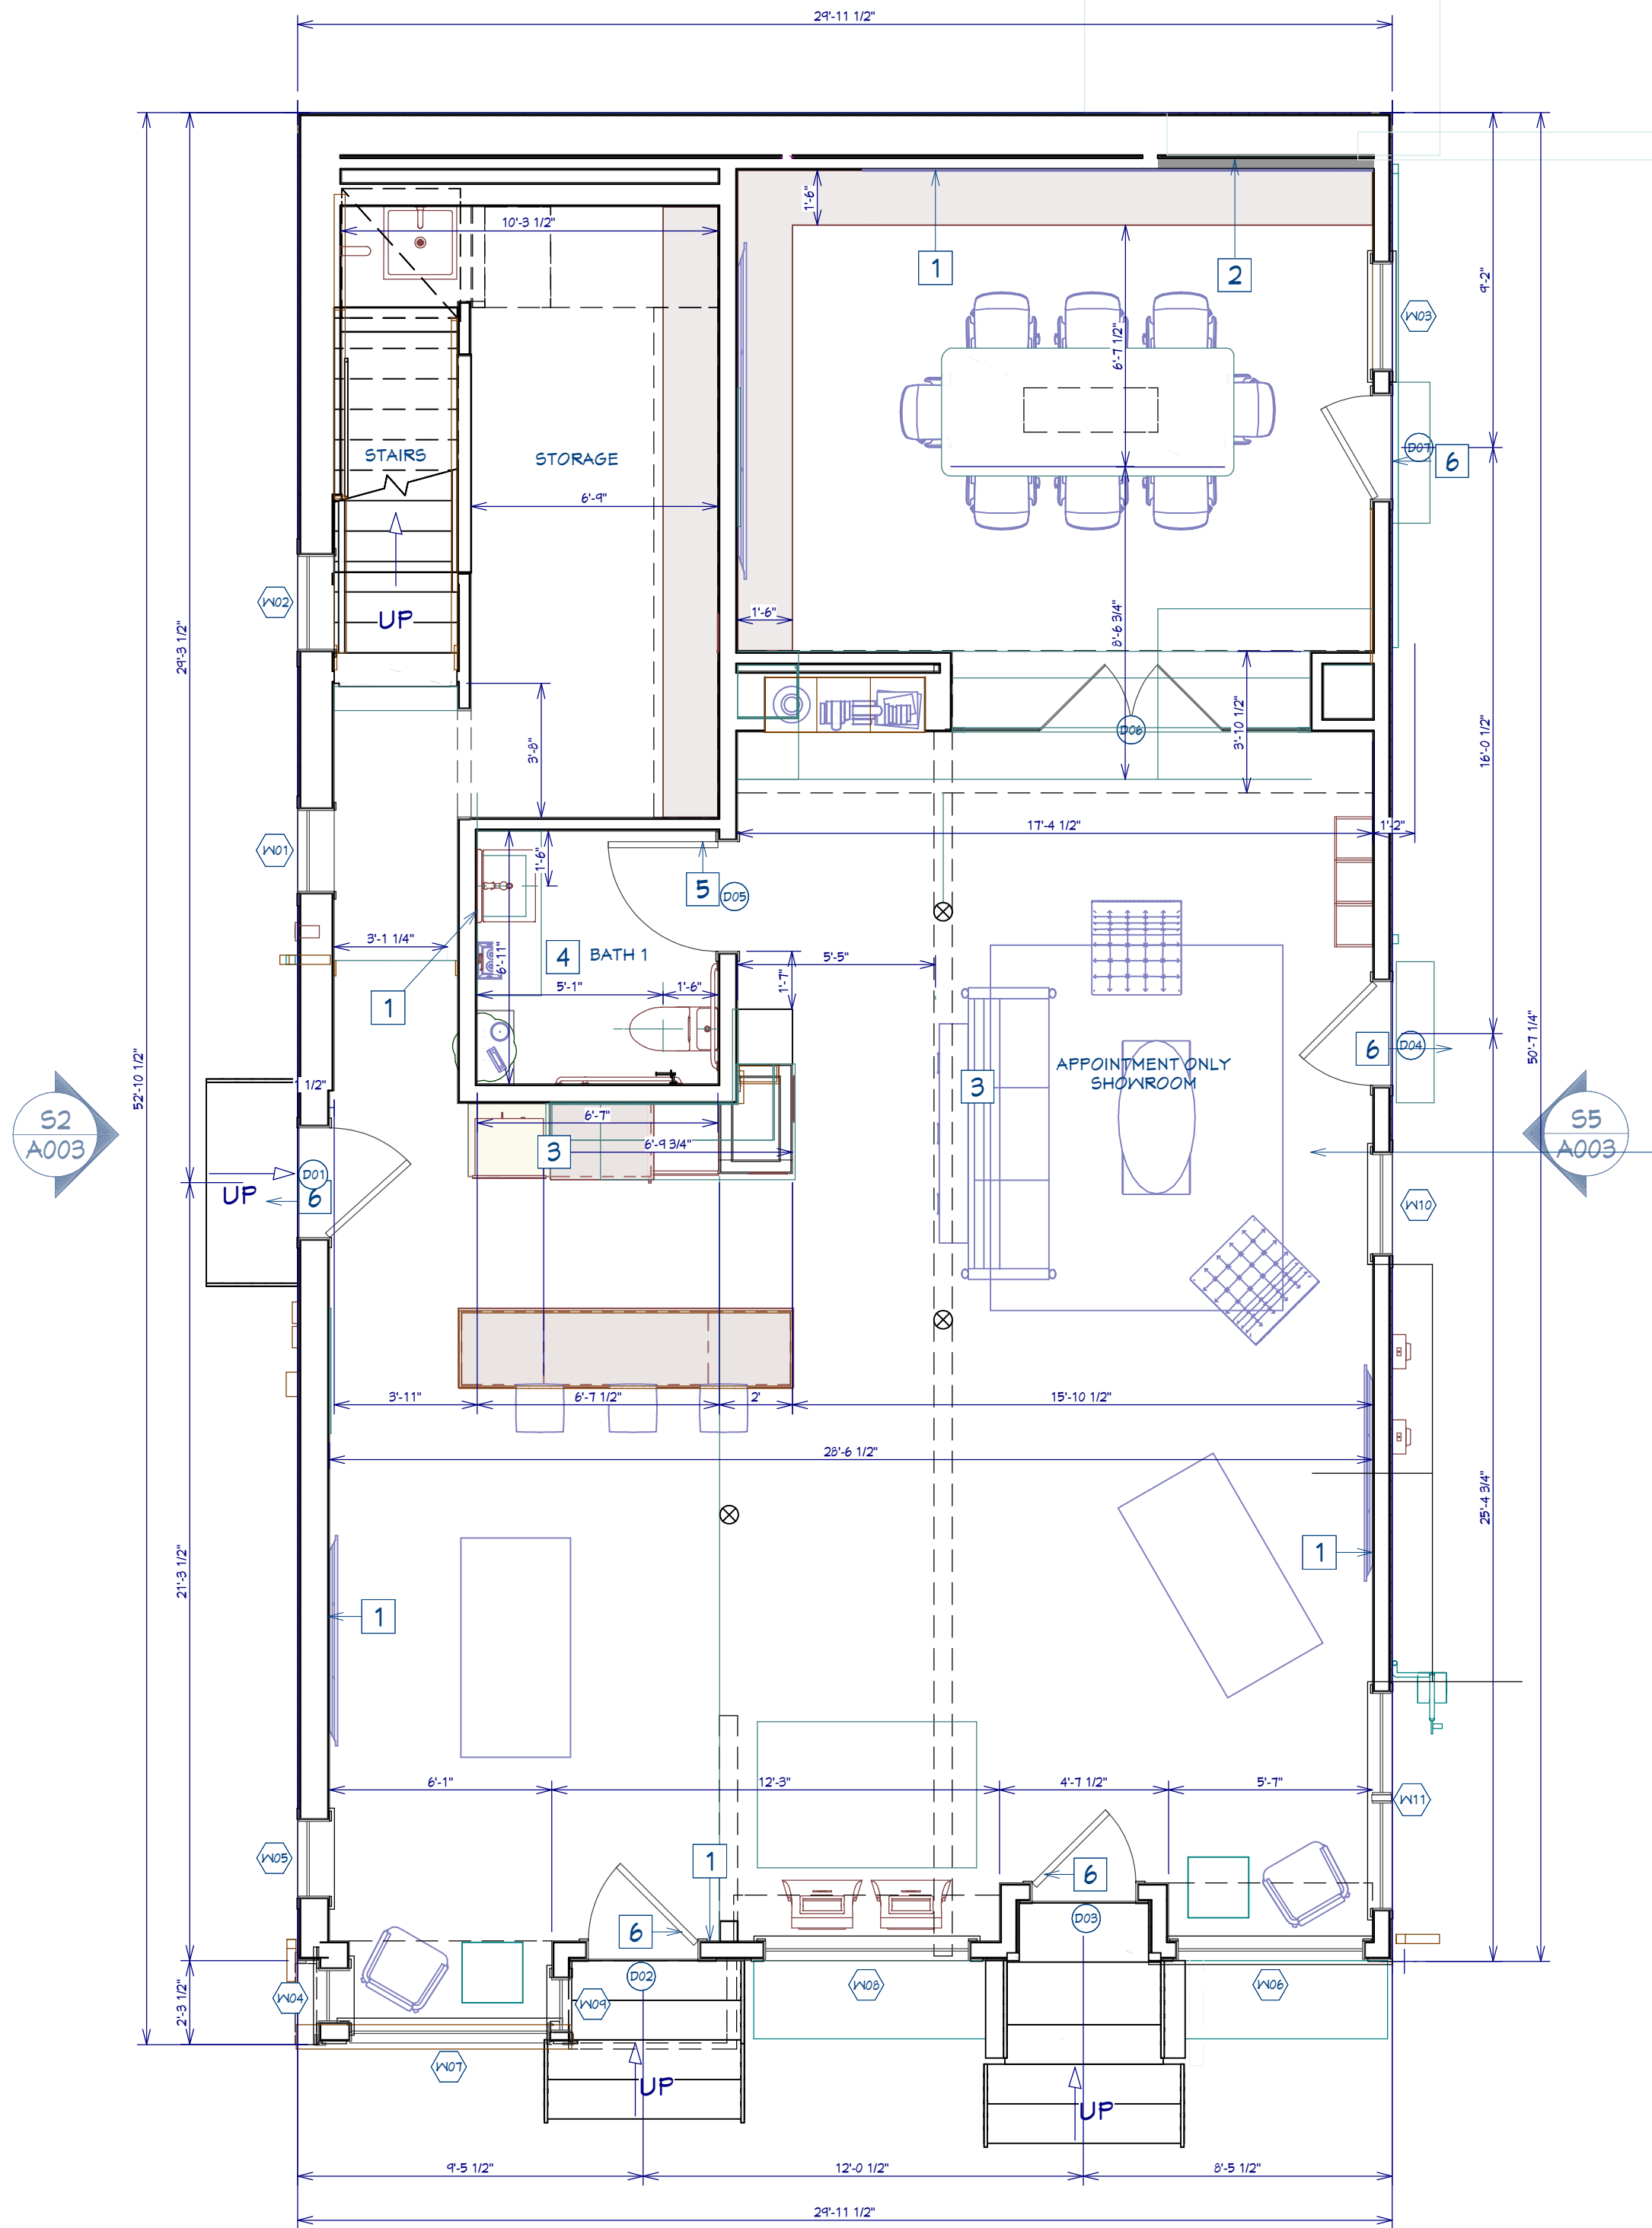 29'-11 1/2"
10'-3 1/2"
1'-6"
1
2
9'-2"
W03
6'-7 1/2"
STAIRS
STORAGE
D07
6
6'-9"
W02
UP
1'-6"
8'-6 3/4"
29'-3 1/2"
3'-8"
D06
3'-10 1/2"
16'-0 1/2"
17'-4 1/2"
1'-2"
W01
1'-6"
5
D05
3'-1 1/4"
6'-11"
4
BATH 1
5'-5"
1'-7"
5'-1"
1'-6"
1
52'-10 1/2"
50'-7 1/4"
6
D04
APPOINTMENT ONLY
SHOWROOM
3
1/2"
S2
A003
6'-7"
6'-9 3/4"
3
S5
A003
D01
UP
6
W10
3'-11"
6'-7 1/2"
2'
15'-10 1/2"
28'-6 1/2"
25'-4 3/4"
21'-3 1/2"
1
1
6'-1"
12'-3"
4'-7 1/2"
5'-7"
W11
W05
1
6
6
D03
D02
W04
W09
W08
W06
2'-3 1/2"
W07
UP
UP
9'-5 1/2"
12'-0 1/2"
8'-5 1/2"
29'-11 1/2"